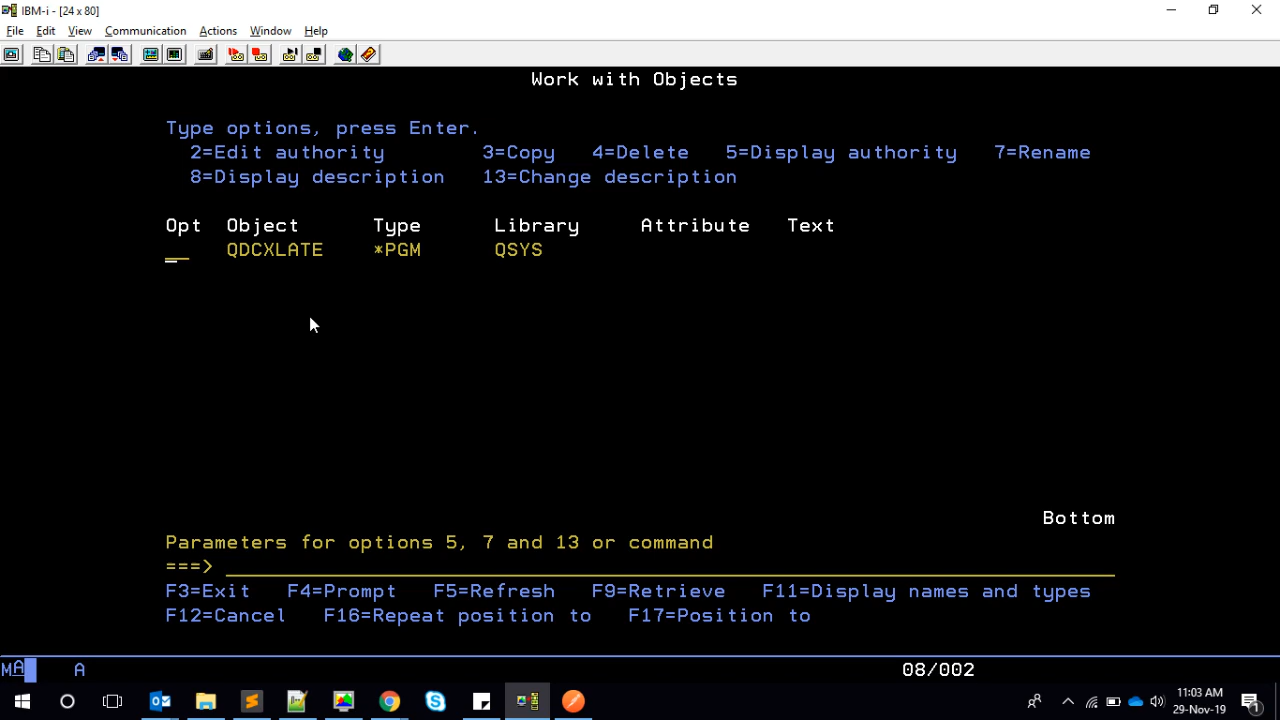 IBM-i - [24 x 80]
File Edit View Communication Actions Window Help
Work with Objects
Type options, press Enter.
2=Edit authority 3=Copy 4=Delete 5=Display authority 7=Rename
8=Display description 13=Change description
Opt Object Type Library Attribute Text
__ QDCXLATE *PGM QSYS
Bottom
Parameters for options 5, 7 and 13 or command
===>
F3=Exit F4=Prompt F5=Refresh F9=Retrieve F11=Display names and types
F12=Cancel F16=Repeat position to F17=Position to
MA A 08/002
11:03 AM
29-Nov-19
1